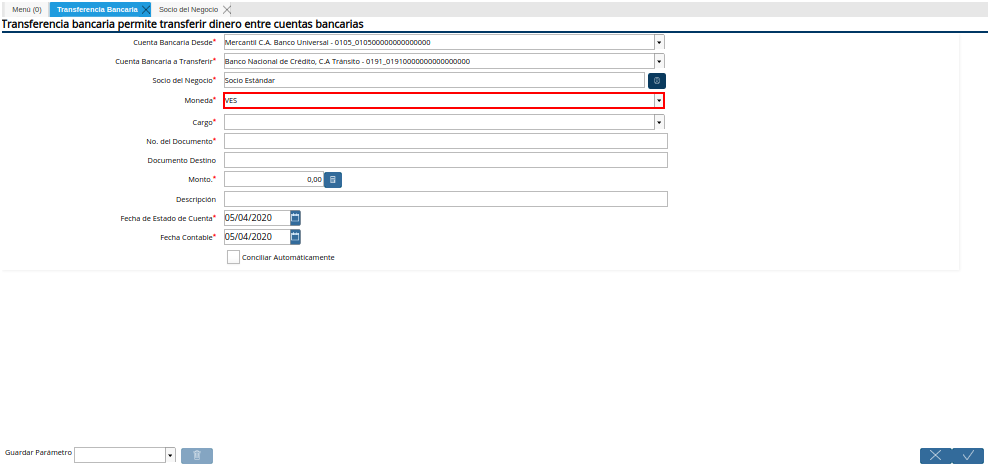 Menú (0) Transferencia Bancaria Socio del Negocio
Transferencia bancaria permite transferir dinero entre cuentas bancarias
Cuenta Bancaria Desde* Mercantil C.A. Banco Universal - 0105_010500000000000000
Cuenta Bancaria a Transferir* Banco Nacional de Crédito, C.A Tránsito - 0191_01910000000000000000
Socio del Negocio* Socio Estándar
Moneda* VES
Cargo*
No. del Documento*
Documento Destino
Monto.* 0,00
Descripción
Fecha de Estado de Cuenta* 05/04/2020
Fecha Contable* 05/04/2020
Conciliar Automáticamente
Guardar Parámetro